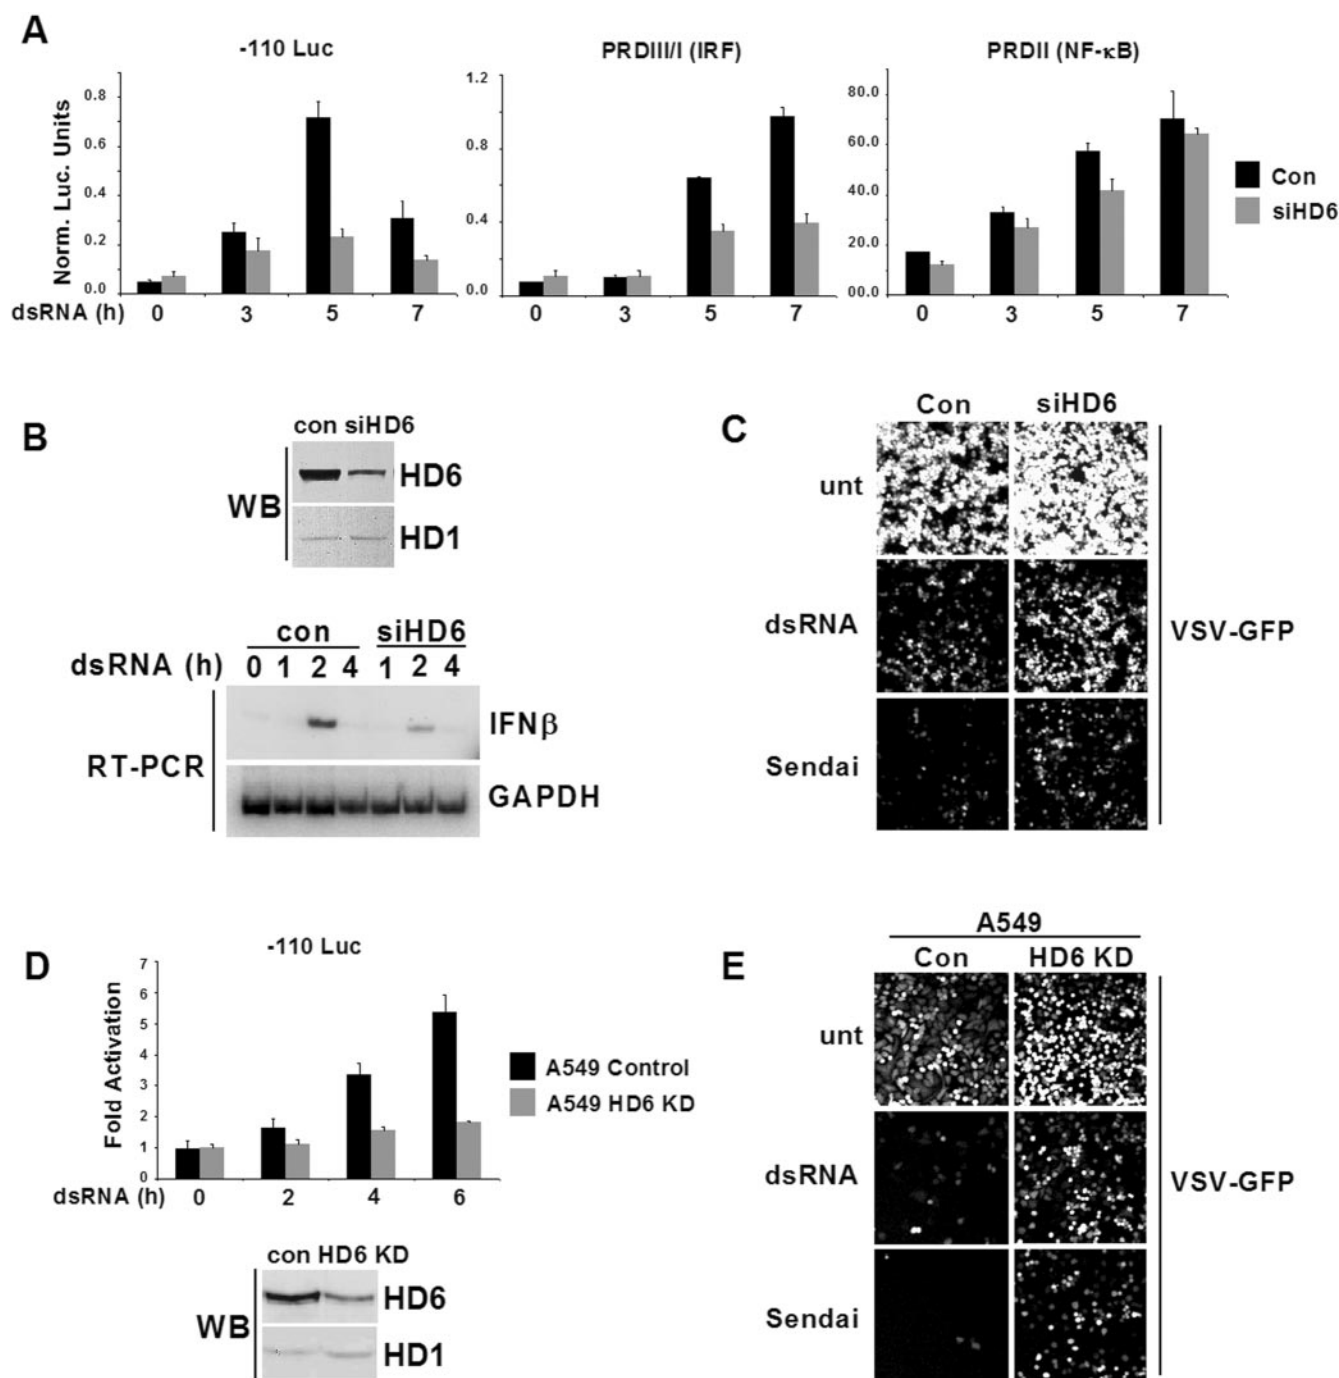 A
-110 Luc
PRDIII/I (IRF)
PRDII (NF-κB)
Norm. Luc. Units
0.8
0.6
0.4
0.2
0.0
1.2
0.8
0.4
0.0
80.0
60.0
40.0
20.0
00.0
Con
siHD6
dsRNA (h) 0 3 5 7
0 3 5 7
0 3 5 7
B
con siHD6
WB
HD6
HD1
con siHD6
dsRNA (h) 0 1 2 4 1 2 4
RT-PCR
IFNβ
GAPDH
C
Con siHD6
unt
dsRNA
Sendai
VSV-GFP
D
-110 Luc
Fold Activation
7
6
5
4
3
2
1
0
A549 Control
A549 HD6 KD
dsRNA (h) 0 2 4 6
con HD6 KD
WB
HD6
HD1
E
A549
Con HD6 KD
unt
dsRNA
Sendai
VSV-GFP